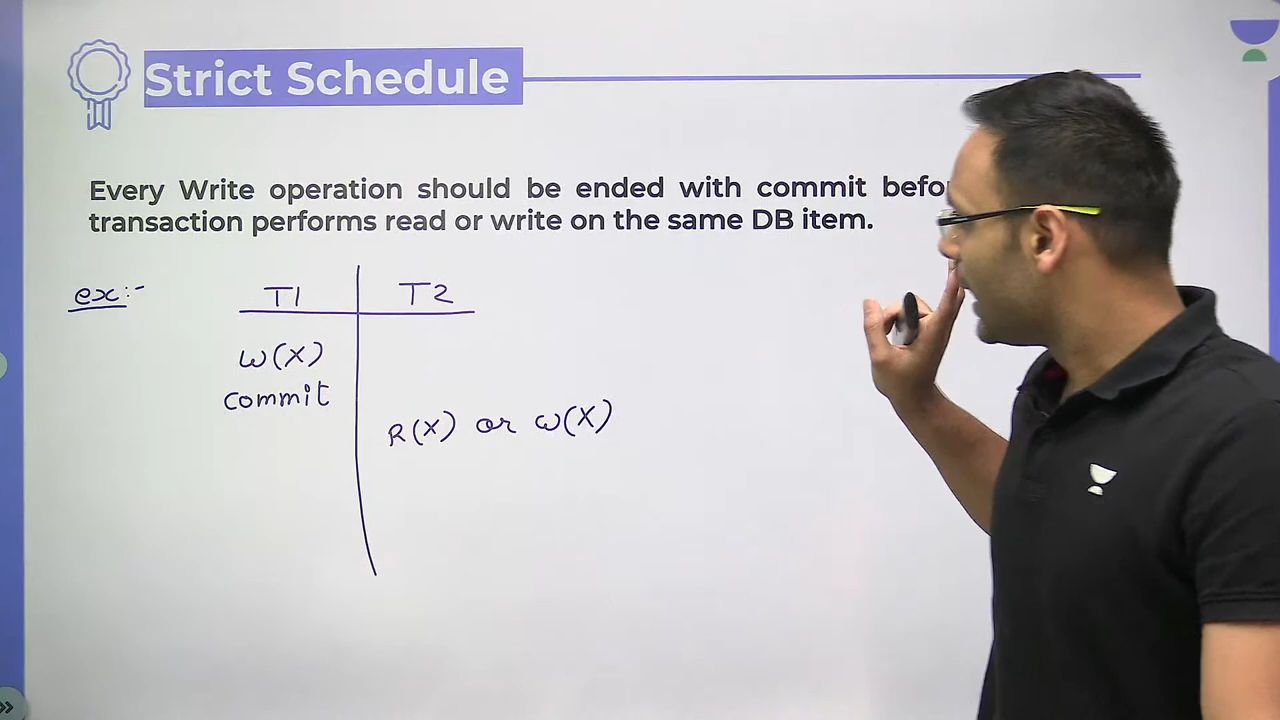 Strict Schedule
Every Write operation should be ended with commit
transaction performs read or write on the same DB item.
ex:-
T1 T2
W(X)
commit
R(X) or W(X)